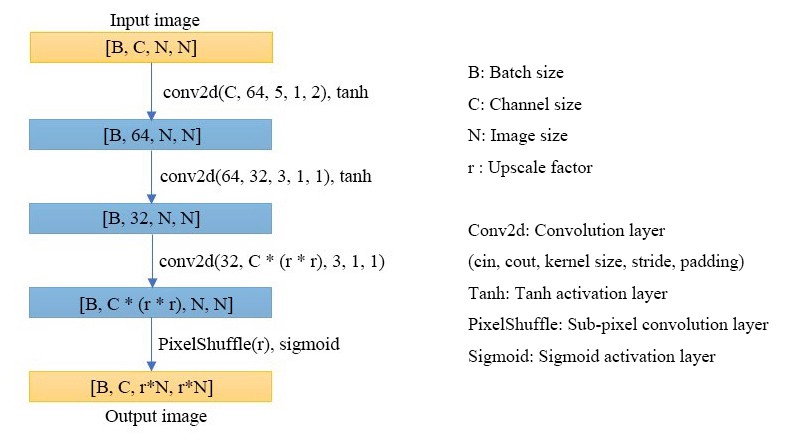 Input image
[B, C, N, N]
conv2d(C, 64, 5, 1, 2), tanh
[B, 64, N, N]
conv2d(64, 32, 3, 1, 1), tanh
[B, 32, N, N]
conv2d(32, C * (r * r), 3, 1, 1)
[B, C * (r * r), N, N]
PixelShuffle(r), sigmoid
[B, C, r*N, r*N]
Output image
B: Batch size
C: Channel size
N: Image size
r : Upscale factor
Conv2d: Convolution layer
(cin, cout, kernel size, stride, padding)
Tanh: Tanh activation layer
PixelShuffle: Sub-pixel convolution layer
Sigmoid: Sigmoid activation layer